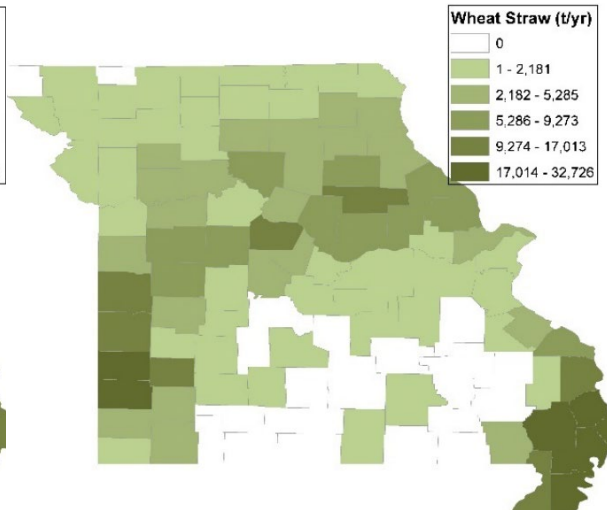 Wheat Straw (t/yr)
0
1 - 2,181
2,182 - 5,285
5,286 - 9,273
9,274 - 17,013
17,014 - 32,726